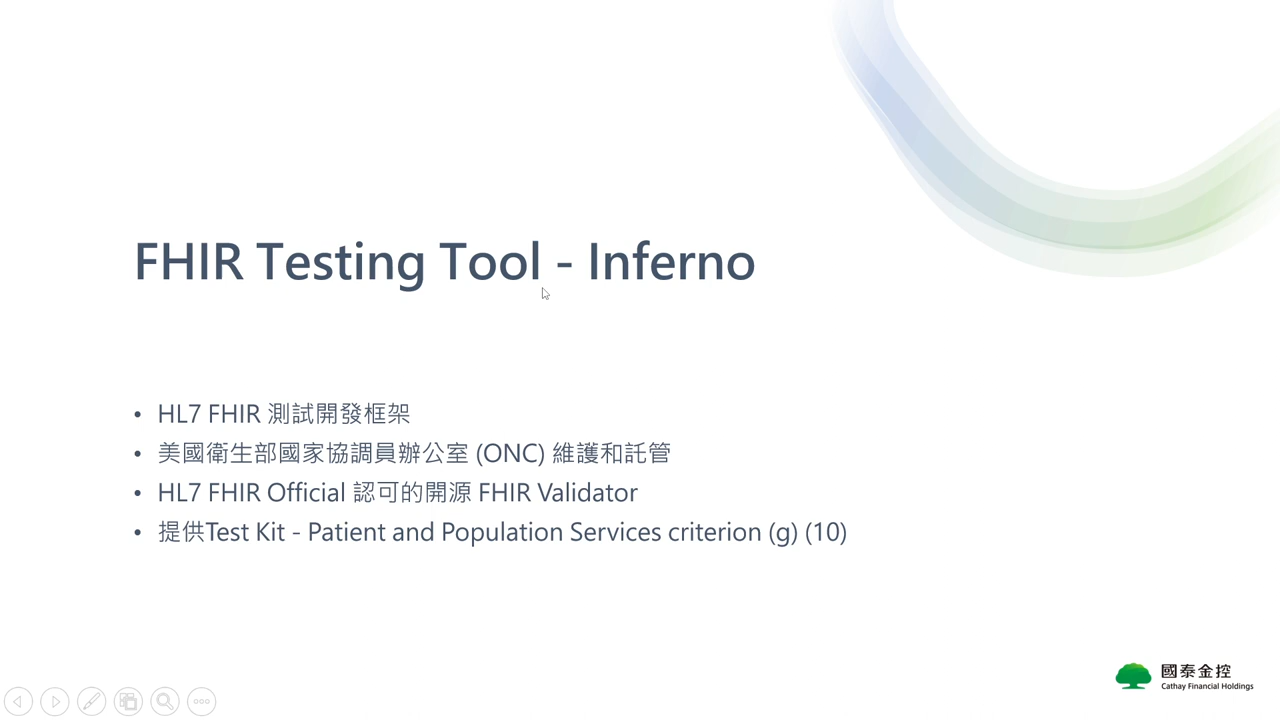 FHIR Testing Tool - Inferno
• HL7 FHIR 測試開發框架
• 美國衛生部國家協調員辦公室 (ONC) 維護和託管
• HL7 FHIR Official 認可的開源 FHIR Validator
• 提供Test Kit - Patient and Population Services criterion (g) (10)
國泰金控
Cathay Financial Holdings